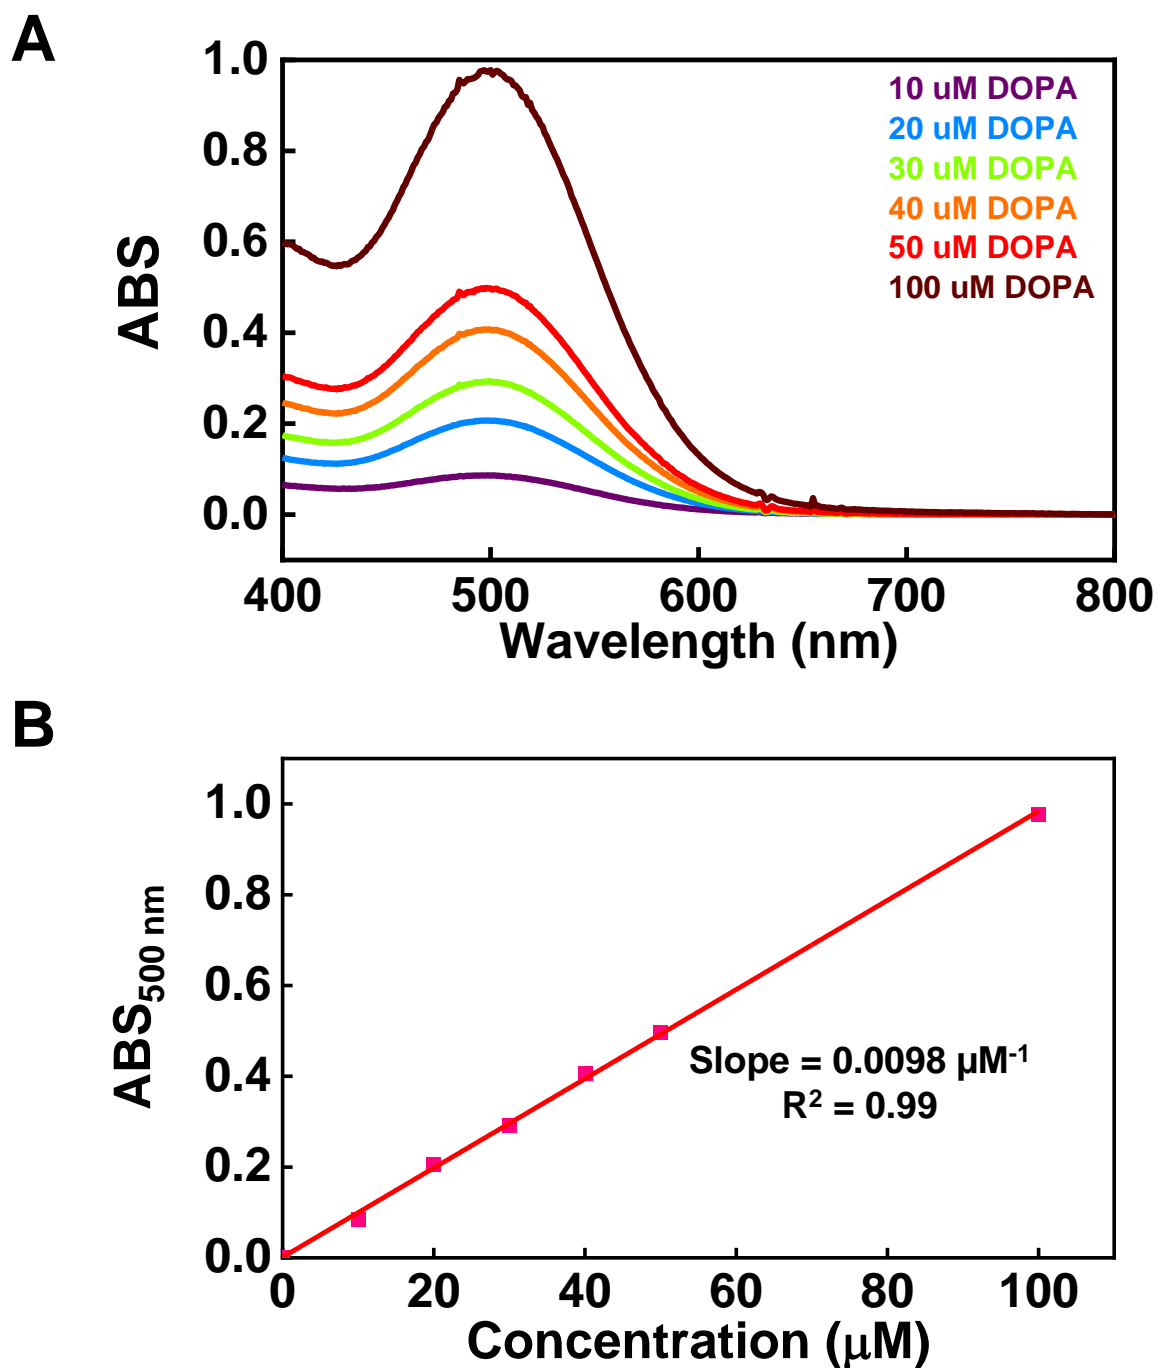 A
1.0
0.8
0.6
0.4
0.2
0.0
ABS
10 uM DOPA
20 uM DOPA
30 uM DOPA
40 uM DOPA
50 uM DOPA
100 uM DOPA
400 500 600 700 800
Wavelength (nm)
B
1.0
0.8
0.6
0.4
0.2
0.0
ABS500 nm
Slope = 0.0098 µM-1
R2 = 0.99
0 20 40 60 80 100
Concentration (μM)